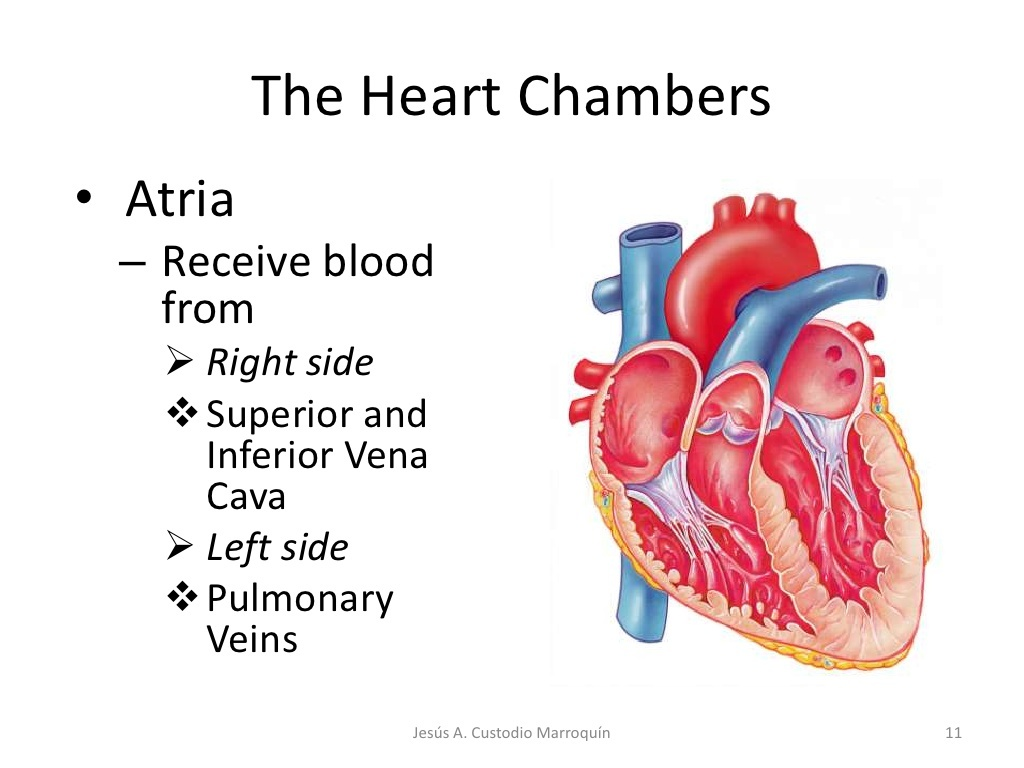 The Heart Chambers
• Atria
– Receive blood
from
➢ Right side
❖ Superior and
Inferior Vena
Cava
➢ Left side
❖ Pulmonary
Veins
Jesús A. Custodio Marroquín
11